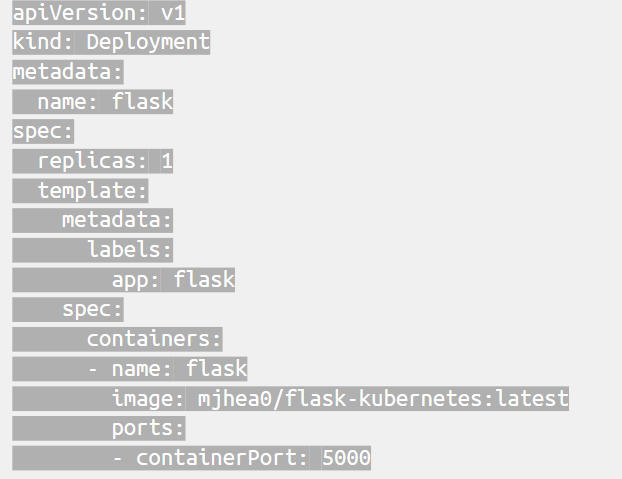 apiVersion: v1
kind: Deployment
metadata:
  name: flask
spec:
  replicas: 1
  template:
    metadata:
      labels:
        app: flask
    spec:
      containers:
      - name: flask
        image: mjhea0/flask-kubernetes:latest
        ports:
        - containerPort: 5000